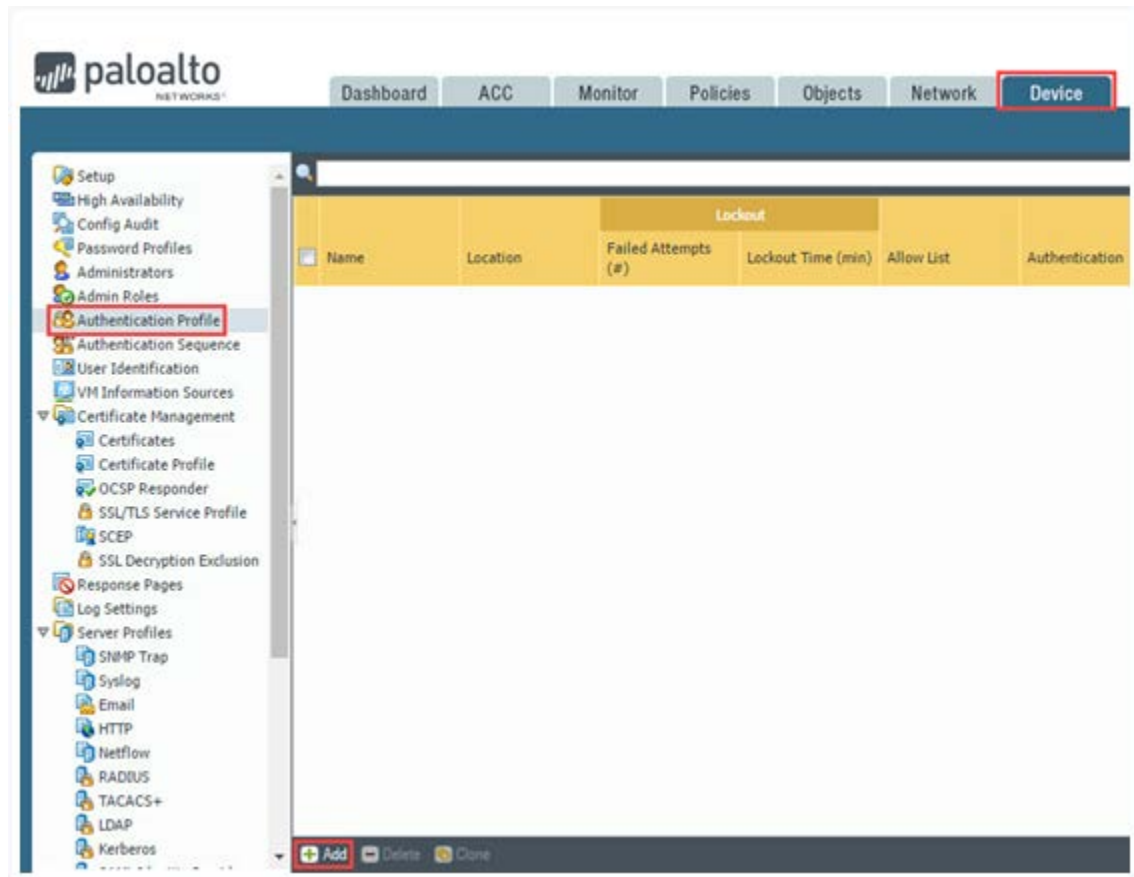 paloalto
NETWORKS
Dashboard ACC Monitor Policies Objects Network Device
Setup
High Availability
Config Audit
Password Profiles
Administrators
Admin Roles
Authentication Profile
Authentication Sequence
User Identification
VM Information Sources
Certificate Management
Certificates
Certificate Profile
OCSP Responder
SSL/TLS Service Profile
SCEP
SSL Decryption Exclusion
Response Pages
Log Settings
Server Profiles
SNMP Trap
Syslog
Email
HTTP
Netflow
RADIUS
TACACS+
LDAP
Kerberos
Lockout
Name Location Failed Attempts (#) Lockout Time (min) Allow List Authentication
Add Delete Clone